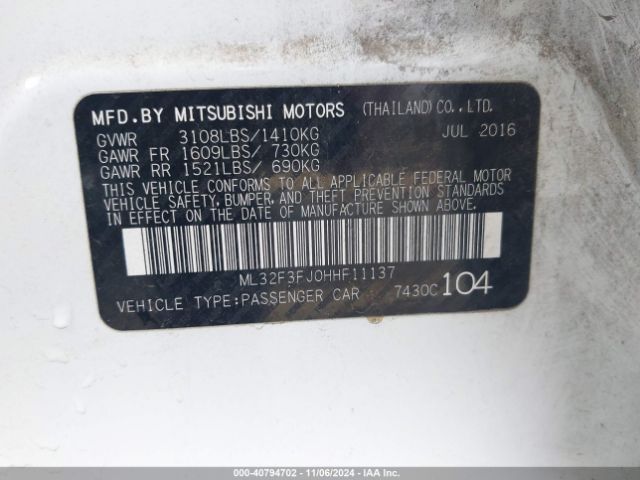 MFD.BY MITSUBISHI MOTORS (THAILAND) CO.,LTD.
GVWR 3108LBS/1410KG JUL 2016
GAWR FR 1609LBS/ 730KG
GAWR RR 1521LBS/ 690KG
THIS VEHICLE CONFORMS TO ALL APPLICABLE FEDERAL MOTOR
VEHICLE SAFETY, BUMPER, AND THEFT PREVENTION STANDARDS
IN EFFECT ON THE DATE OF MANUFACTURE SHOWN ABOVE.
ML32F3FJ0HHF11137
VEHICLE TYPE:PASSENGER CAR 7430C 104
000-40794702 - 11/06/2024 - IAAI.COM